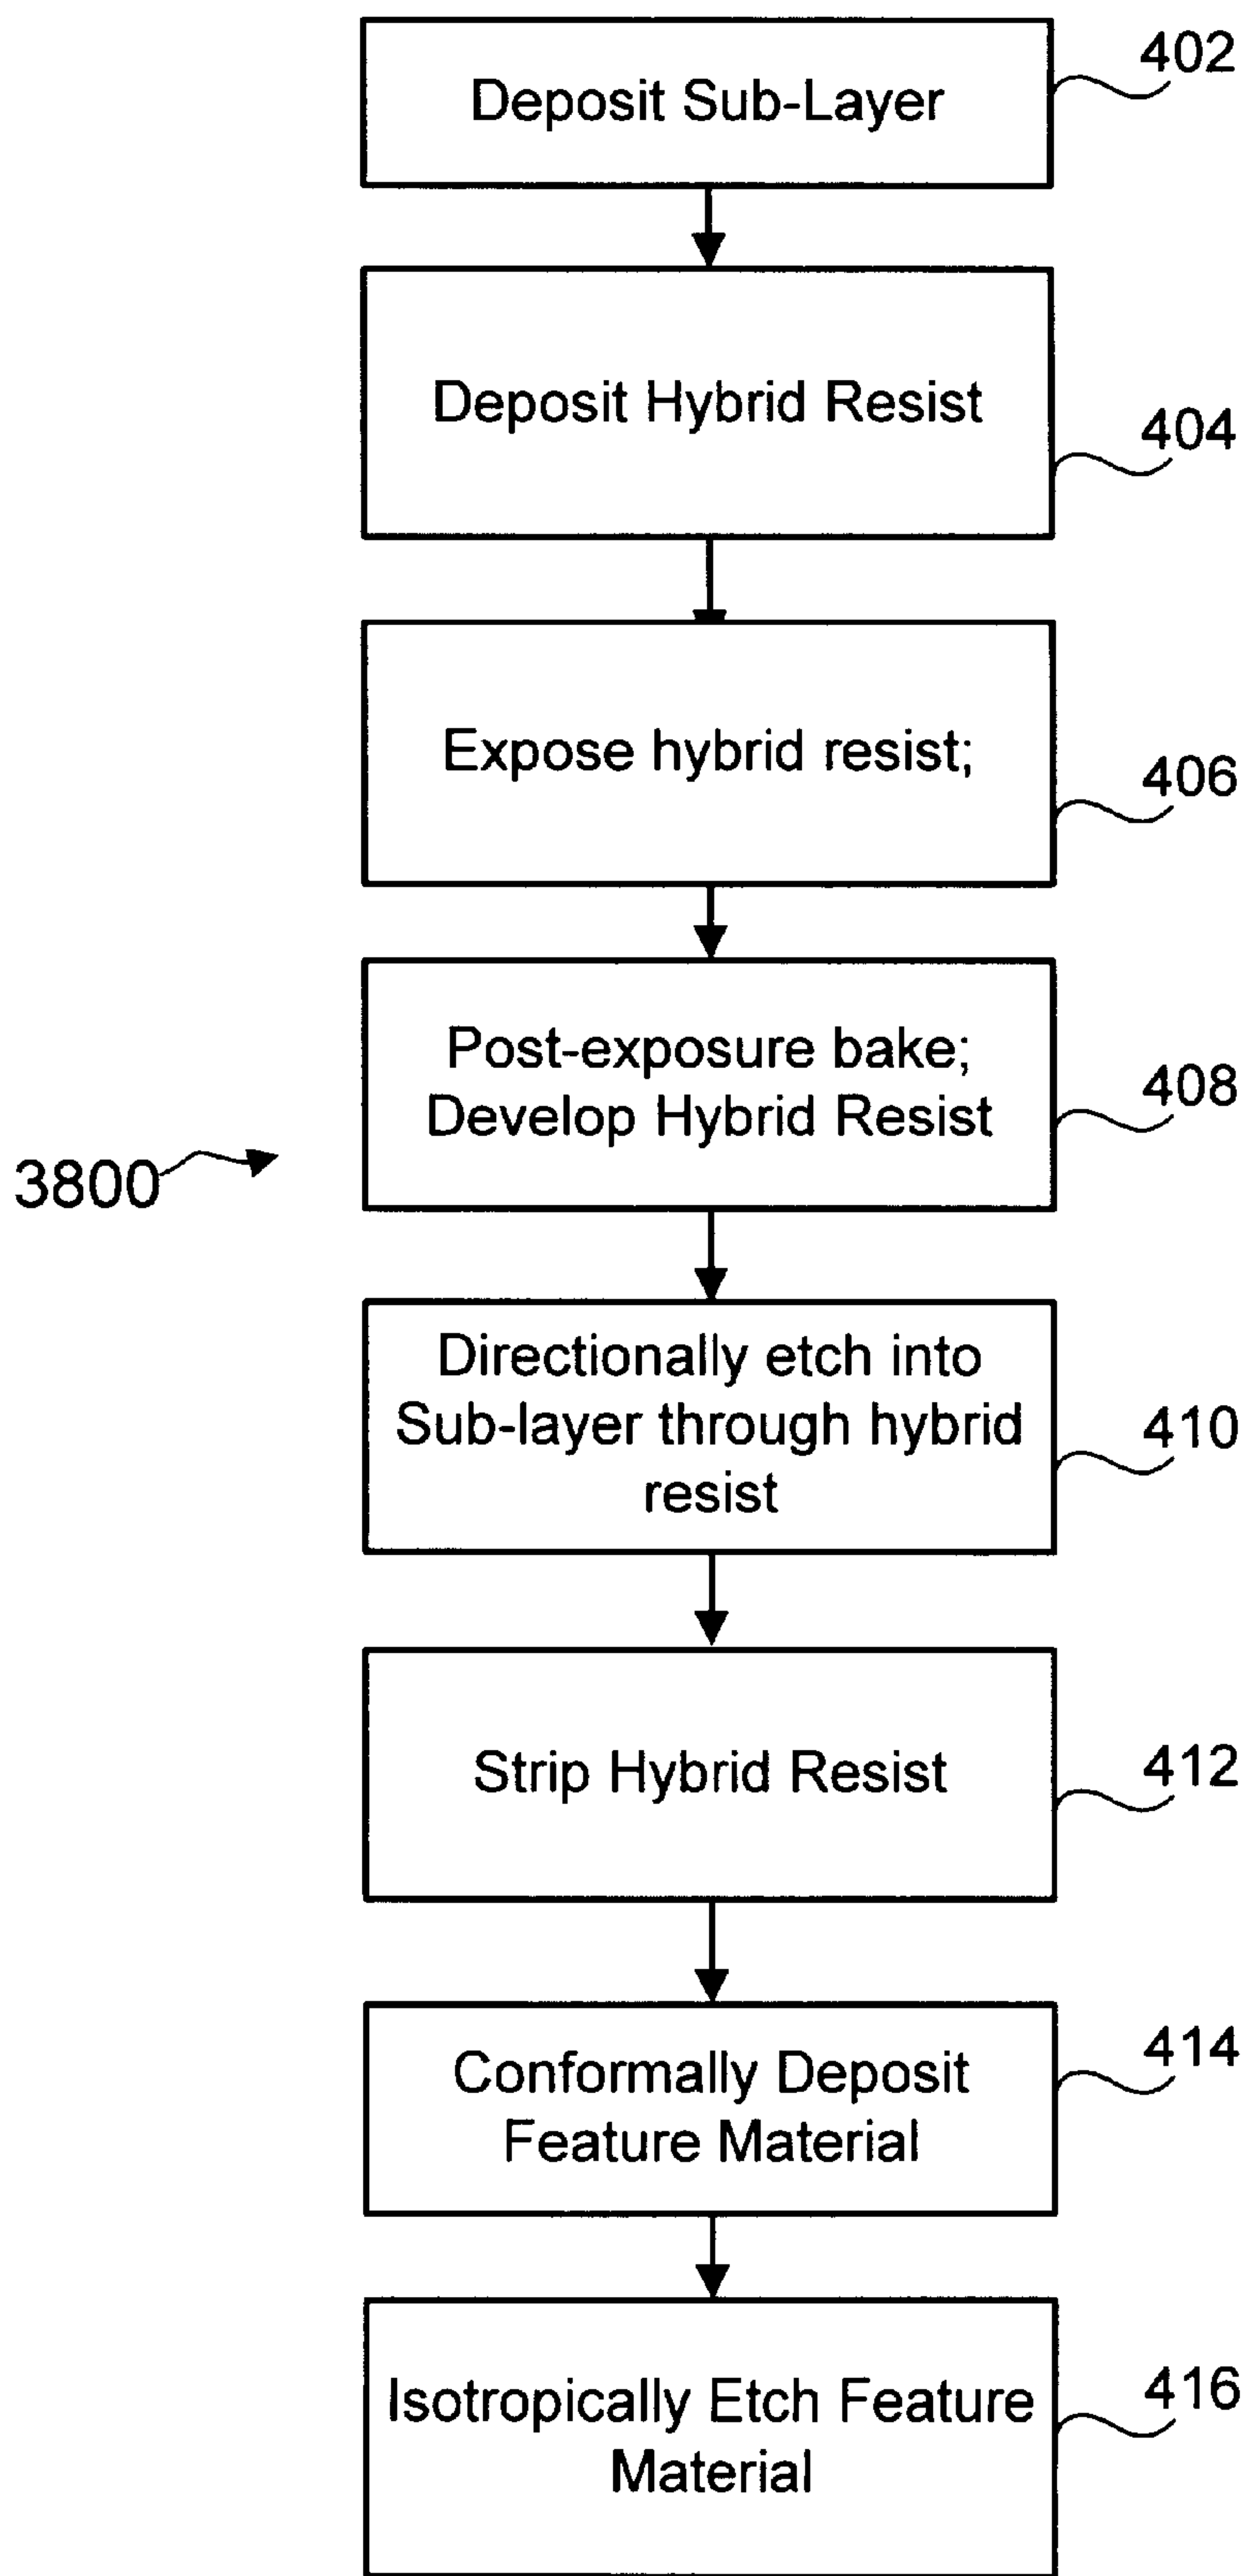 Deposit Sub-Layer
402
Deposit Hybrid Resist
404
Expose hybrid resist;
406
Post-exposure bake;
Develop Hybrid Resist
408
3800
Directionally etch into
Sub-layer through hybrid
resist
410
Strip Hybrid Resist
412
Conformally Deposit
Feature Material
414
Isotropically Etch Feature
Material
416